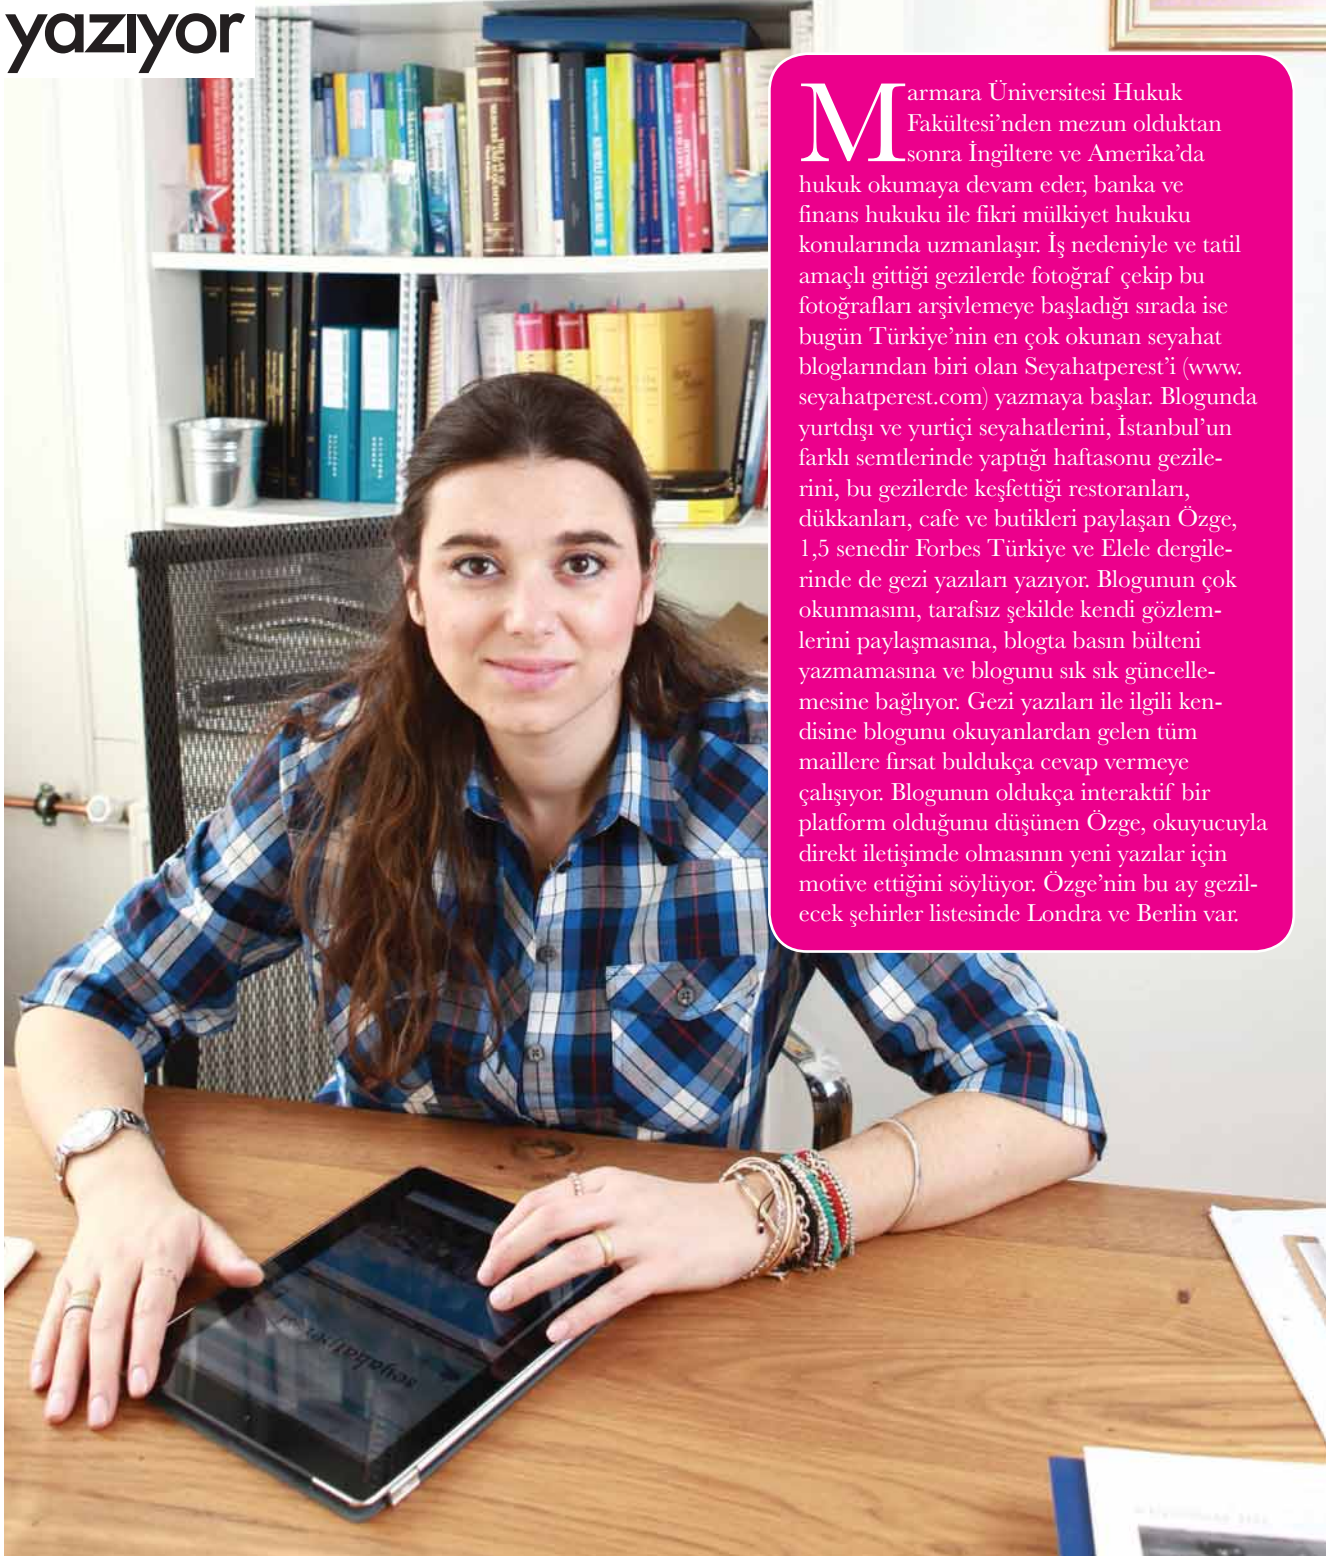 yazıyor
Marmara Üniversitesi Hukuk
Fakültesi’nden mezun olduktan
sonra İngiltere ve Amerika’da
hukuk okumaya devam eder, banka ve
finans hukuku ile fikri mülkiyet hukuku
konularında uzmanlaşır. İş nedeniyle ve tatil
amaçlı gittiği gezilerde fotoğraf çekip bu
fotoğrafları arşivlemeye başladığı sırada ise
bugün Türkiye’nin en çok okunan seyahat
bloglarından biri olan Seyahatperest’i (www.
seyahatperest.com) yazmaya başlar. Blogunda
yurtdışı ve yurtiçi seyahatlerini, İstanbul’un
farklı semtlerinde yaptığı haftasonu gezile-
rini, bu gezilerde keşfettiği restoranları,
dükkanları, cafe ve butikleri paylaşan Özge,
1,5 senedir Forbes Türkiye ve Elele dergile-
rinde de gezi yazıları yazıyor. Blogunun çok
okunmasını, tarafsız şekilde kendi gözlem-
lerini paylaşmasına, blogta basın bülteni
yazmamasına ve blogunu sık sık güncelle-
mesine bağlıyor. Gezi yazıları ile ilgili ken-
disine blogunu okuyanlardan gelen tüm
maillere fırsat buldukça cevap vermeye
çalışıyor. Blogunun oldukça interaktif bir
platform olduğunu düşünen Özge, okuyucuyla
direkt iletişimde olmasının yeni yazılar için
motive ettiğini söylüyor. Özge’nin bu ay gezil-
ecek şehirler listesinde Londra ve Berlin var.
seyahatperest